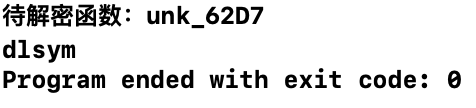 待解密函数：unk_62D7
dlsym
Program ended with exit code: 0